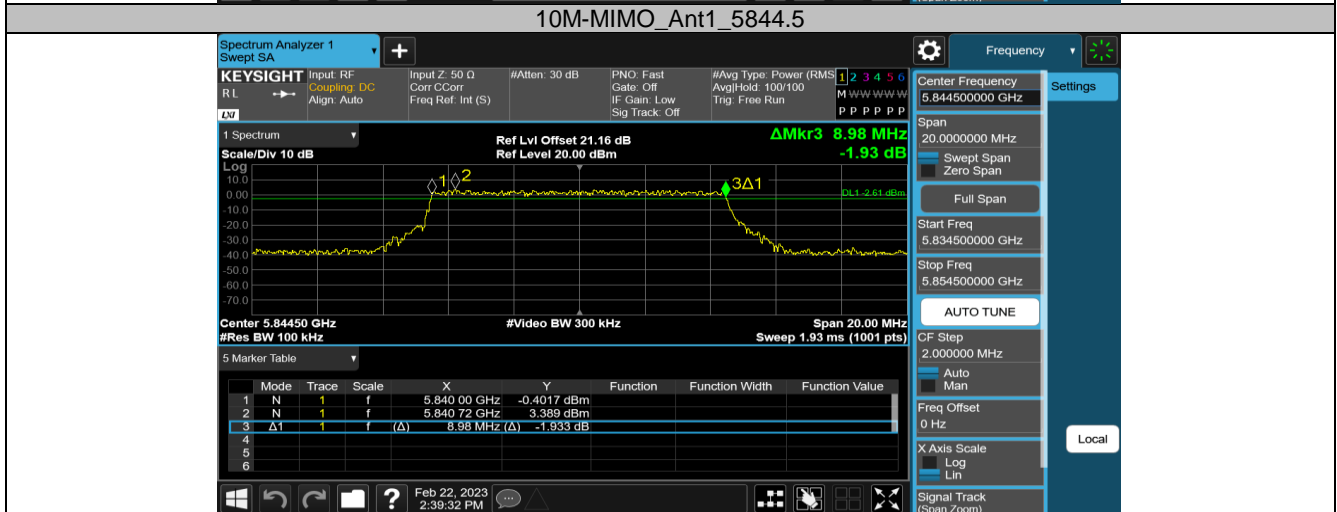 (Span Zoom)
10M-MIMO_Ant1_5844.5
Spectrum Analyzer 1
Swept SA
Frequency
KEYSIGHT
R L
LXI
Input: RF
Coupling: DC
Align: Auto
Input Z: 50 Ω
Corr CCorr
Freq Ref: Int (S)
#Atten: 30 dB
PNO: Fast
Gate: Off
IF Gain: Low
Sig Track: Off
#Avg Type: Power (RMS
Avg|Hold: 100/100
Trig: Free Run
1 2 3 4 5 6
M W W W W W
P P P P P P
Center Frequency
5.844500000 GHz
Settings
Span
20.0000000 MHz
Swept Span
Zero Span
Full Span
Start Freq
5.834500000 GHz
Stop Freq
5.854500000 GHz
AUTO TUNE
CF Step
2.000000 MHz
Auto
Man
Freq Offset
0 Hz
X Axis Scale
Log
Lin
Local
Signal Track
(Span Zoom)
1 Spectrum
Scale/Div 10 dB
Ref Lvl Offset 21.16 dB
Ref Level 20.00 dBm
ΔMkr3 8.98 MHz
-1.93 dB
Log
10.0
0.00
-10.0
-20.0
-30.0
-40.0
-50.0
-60.0
-70.0
1
2
3Δ1
DL1 -2.61 dBm
Center 5.84450 GHz
#Res BW 100 kHz
#Video BW 300 kHz
Span 20.00 MHz
Sweep 1.93 ms (1001 pts)
5 Marker Table
Mode Trace Scale X Y Function Function Width Function Value
1 N 1 f 5.840 00 GHz -0.4017 dBm
2 N 1 f 5.840 72 GHz 3.389 dBm
3 Δ1 1 f (Δ) 8.98 MHz (Δ) -1.933 dB
4
5
6
?
Feb 22, 2023
2:39:32 PM